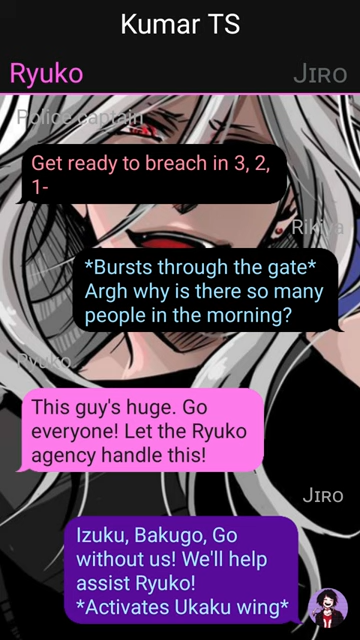 Kumar TS
Ryuko
Jiro
Police captain
Get ready to breach in 3, 2,
1-
Rikiya
*Bursts through the gate*
Argh why is there so many
people in the morning?
Ryuko
This guy's huge. Go
everyone! Let the Ryuko
agency handle this!
Jiro
Izuku, Bakugo, Go
without us! We'll help
assist Ryuko!
*Activates Ukaku wing*